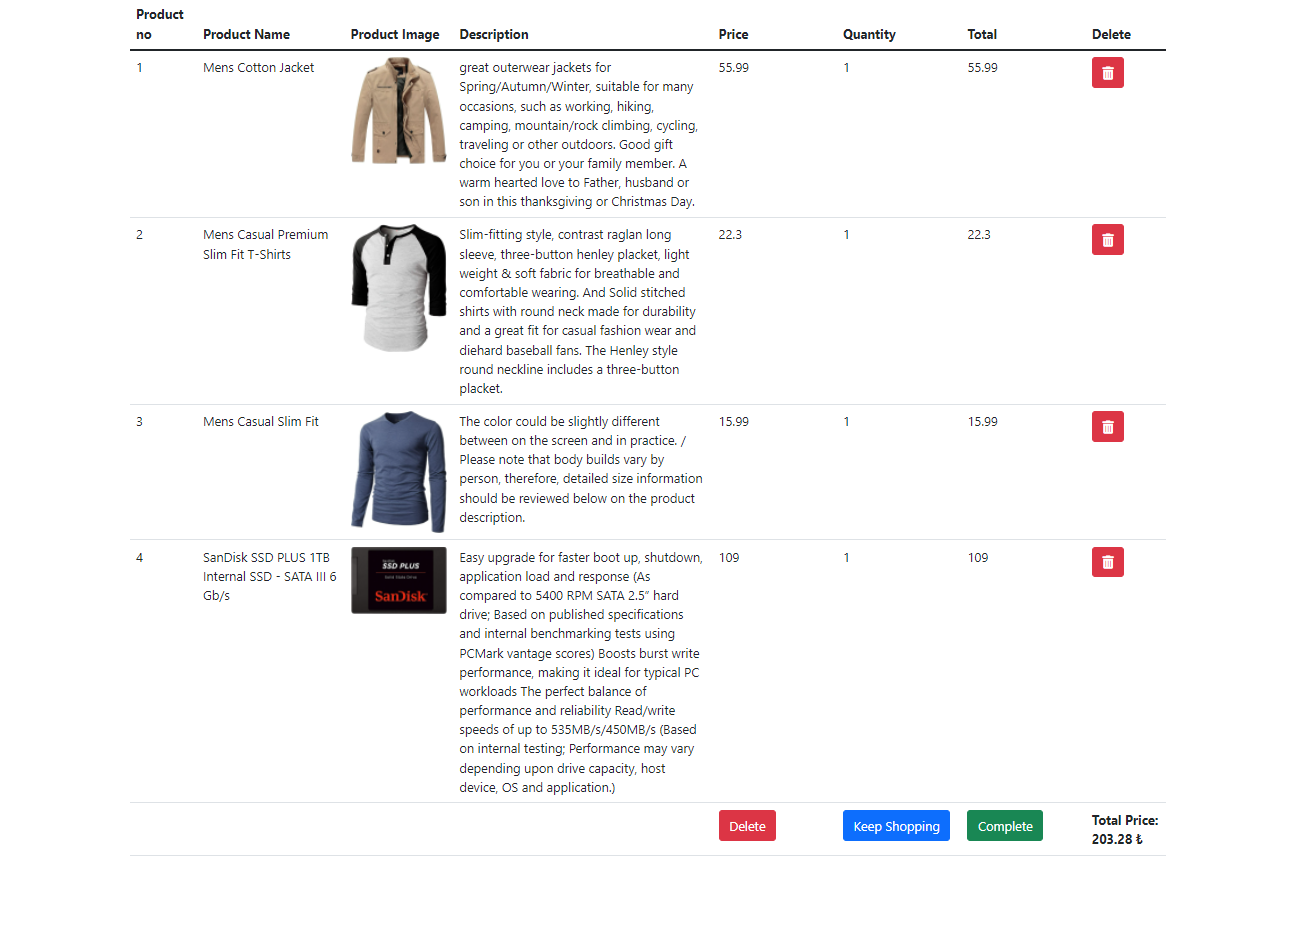 Product no
Product Name
Product Image
Description
Price
Quantity
Total
Delete
1
Mens Cotton Jacket
great outerwear jackets for
Spring/Autumn/Winter, suitable for many
occasions, such as working, hiking,
camping, mountain/rock climbing, cycling,
traveling or other outdoors. Good gift
choice for you or your family member. A
warm hearted love to Father, husband or
son in this thanksgiving or Christmas Day.
55.99
1
55.99
2
Mens Casual Premium
Slim Fit T-Shirts
Slim-fitting style, contrast raglan long
sleeve, three-button henley placket, light
weight & soft fabric for breathable and
comfortable wearing. And Solid stitched
shirts with round neck made for durability
and a great fit for casual fashion wear and
diehard baseball fans. The Henley style
round neckline includes a three-button
placket.
22.3
1
22.3
3
Mens Casual Slim Fit
The color could be slightly different
between on the screen and in practice. /
Please note that body builds vary by
person, therefore, detailed size information
should be reviewed below on the product
description.
15.99
1
15.99
4
SanDisk SSD PLUS 1TB
Internal SSD - SATA III 6
Gb/s
SSD PLUS
SanDisk
Easy upgrade for faster boot up, shutdown,
application load and response (As
compared to 5400 RPM SATA 2.5” hard
drive; Based on published specifications
and internal benchmarking tests using
PCMark vantage scores) Boosts burst write
performance, making it ideal for typical PC
workloads The perfect balance of
performance and reliability Read/write
speeds of up to 535MB/s/450MB/s (Based
on internal testing; Performance may vary
depending upon drive capacity, host
device, OS and application.)
109
1
109
Delete
Keep Shopping
Complete
Total Price:
203.28 ₺